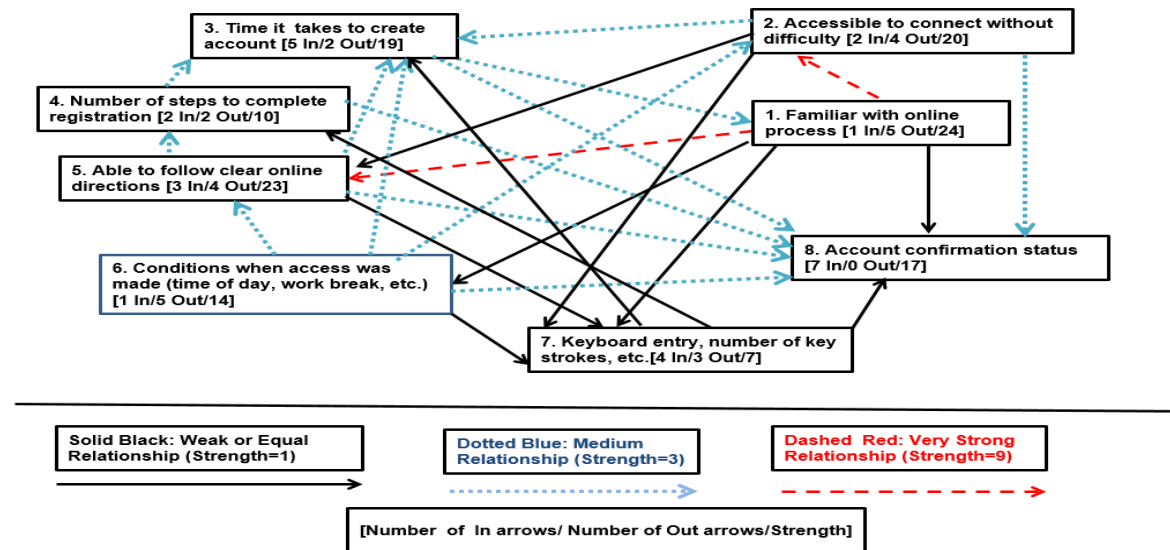 3. Time it takes to create
account [5 In/2 Out/19]
2. Accessible to connect without
difficulty [2 In/4 Out/20]
4. Number of steps to complete
registration [2 In/2 Out/10]
1. Familiar with online
process [1 In/5 Out/24]
5. Able to follow clear online
directions [3 In/4 Out/23]
8. Account confirmation status
[7 In/0 Out/17]
6. Conditions when access was
made (time of day, work break, etc.)
[1 In/5 Out/14]
7. Keyboard entry, number of key
strokes, etc.[4 In/3 Out/7]
Solid Black: Weak or Equal
Relationship (Strength=1)
Dotted Blue: Medium
Relationship (Strength=3)
Dashed Red: Very Strong
Relationship (Strength=9)
[Number of In arrows/ Number of Out arrows/Strength]